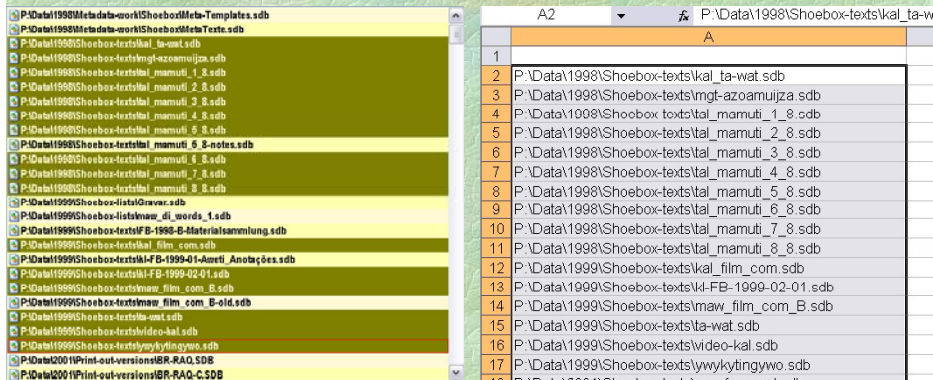 P:\Data\1998\Metadata-work\Shoebox\Meta-Templates.sdb
P:\Data\1998\Metadata-work\Shoebox\MetaTexte.sdb
P:\Data\1998\Shoebox-texts\kal_ta-wat.sdb
P:\Data\1998\Shoebox-texts\mgt-azoamuijza.sdb
P:\Data\1998\Shoebox-texts\tal_mamuti_1_8.sdb
P:\Data\1998\Shoebox-texts\tal_mamuti_2_8.sdb
P:\Data\1998\Shoebox-texts\tal_mamuti_3_8.sdb
P:\Data\1998\Shoebox-texts\tal_mamuti_4_8.sdb
P:\Data\1998\Shoebox-texts\tal_mamuti_5_8.sdb
P:\Data\1998\Shoebox-texts\tal_mamuti_5_8-notes.sdb
P:\Data\1998\Shoebox-texts\tal_mamuti_6_8.sdb
P:\Data\1998\Shoebox-texts\tal_mamuti_7_8.sdb
P:\Data\1998\Shoebox-texts\tal_mamuti_8_8.sdb
P:\Data\1999\Shoebox-lists\Gravar.sdb
P:\Data\1999\Shoebox-lists\maw_di_words_1.sdb
P:\Data\1999\Shoebox-texts\FB-1998-B-Materialsammlung.sdb
P:\Data\1999\Shoebox-texts\kal_film_com.sdb
P:\Data\1999\Shoebox-texts\kl-FB-1999-01-Aweti_Anotações.sdb
P:\Data\1999\Shoebox-texts\kl-FB-1999-02-01.sdb
P:\Data\1999\Shoebox-texts\maw_film_com_B.sdb
P:\Data\1999\Shoebox-texts\maw_film_com_B-old.sdb
P:\Data\1999\Shoebox-texts\ta-wat.sdb
P:\Data\1999\Shoebox-texts\video-kal.sdb
P:\Data\1999\Shoebox-texts\ywykytingywo.sdb
P:\Data\2001\Print-out-versions\BR-RAQ.SDB
P:\Data\2001\Print-out-versions\BR-RAQ-C.SDB
A2 fx P:\Data\1998\Shoebox-texts\kal_ta-w
A
1
2 P:\Data\1998\Shoebox-texts\kal_ta-wat.sdb
3 P:\Data\1998\Shoebox-texts\mgt-azoamuijza.sdb
4 P:\Data\1998\Shoebox-texts\tal_mamuti_1_8.sdb
5 P:\Data\1998\Shoebox-texts\tal_mamuti_2_8.sdb
6 P:\Data\1998\Shoebox-texts\tal_mamuti_3_8.sdb
7 P:\Data\1998\Shoebox-texts\tal_mamuti_4_8.sdb
8 P:\Data\1998\Shoebox-texts\tal_mamuti_5_8.sdb
9 P:\Data\1998\Shoebox-texts\tal_mamuti_6_8.sdb
10 P:\Data\1998\Shoebox-texts\tal_mamuti_7_8.sdb
11 P:\Data\1998\Shoebox-texts\tal_mamuti_8_8.sdb
12 P:\Data\1999\Shoebox-texts\kal_film_com.sdb
13 P:\Data\1999\Shoebox-texts\kl-FB-1999-02-01.sdb
14 P:\Data\1999\Shoebox-texts\maw_film_com_B.sdb
15 P:\Data\1999\Shoebox-texts\ta-wat.sdb
16 P:\Data\1999\Shoebox-texts\video-kal.sdb
17 P:\Data\1999\Shoebox-texts\ywykytingywo.sdb